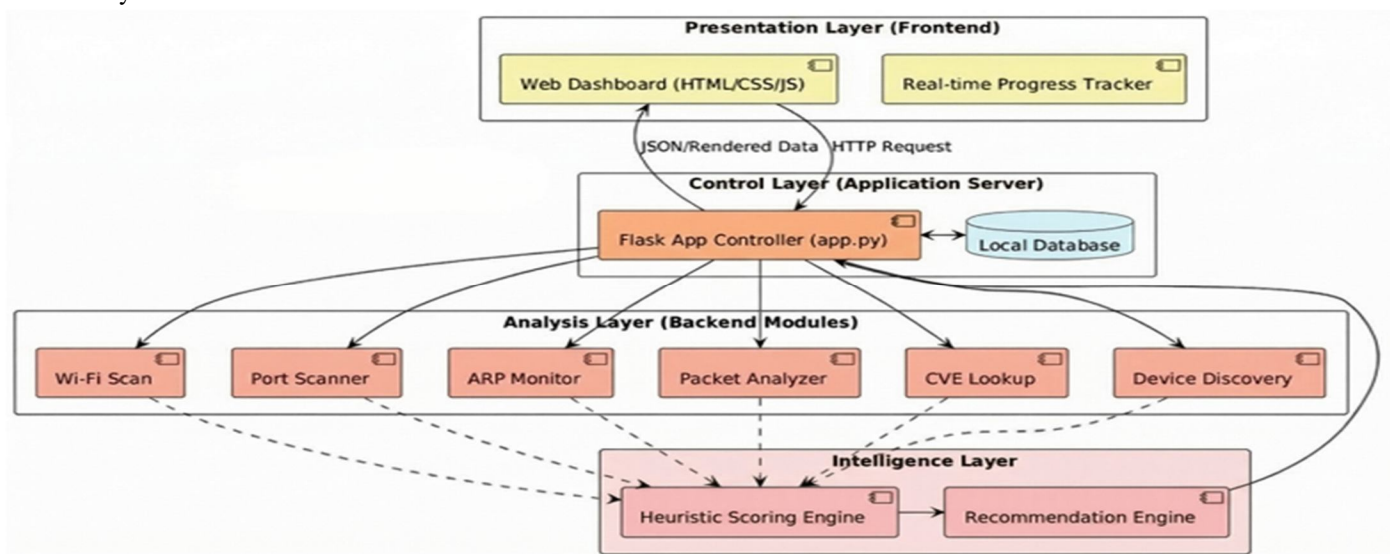 Presentation Layer (Frontend)
Web Dashboard (HTML/CSS/JS)
Real-time Progress Tracker
JSON/Rendered Data
HTTP Request
Control Layer (Application Server)
Flask App Controller (app.py)
Local Database
Analysis Layer (Backend Modules)
Wi-Fi Scan
Port Scanner
ARP Monitor
Packet Analyzer
CVE Lookup
Device Discovery
Intelligence Layer
Heuristic Scoring Engine
Recommendation Engine